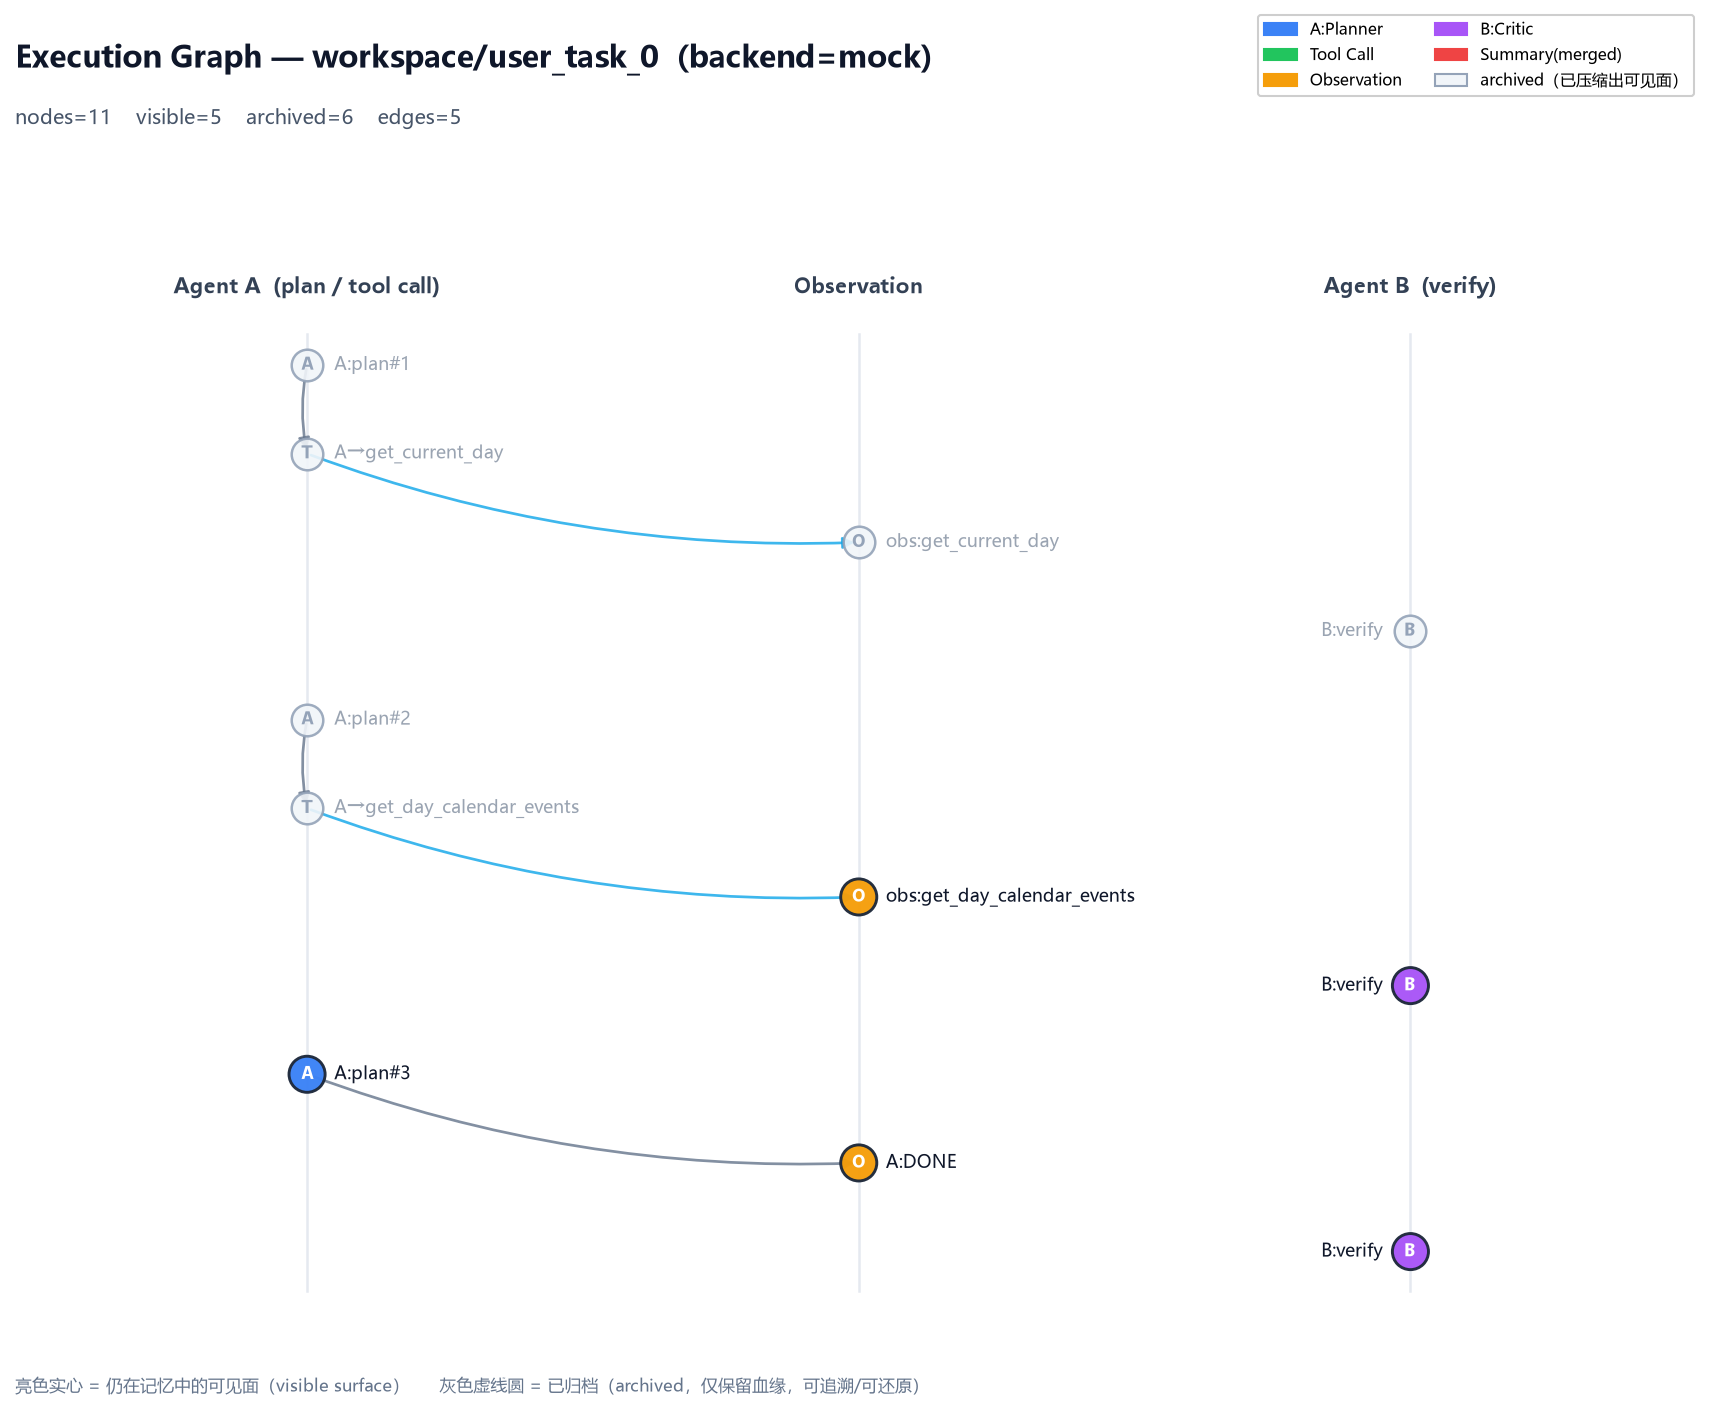 Execution Graph — workspace/user_task_0  (backend=mock)
nodes=11    visible=5    archived=6    edges=5
A:Planner
Tool Call
Observation
B:Critic
Summary(merged)
archived（已压缩出可见面）
Agent A  (plan / tool call)
Observation
Agent B  (verify)
A A:plan#1
T A→get_current_day
O obs:get_current_day
B:verify B
A A:plan#2
T A→get_day_calendar_events
O obs:get_day_calendar_events
B:verify B
A A:plan#3
O A:DONE
B:verify B
亮色实心 = 仍在记忆中的可见面（visible surface）    灰色虚线圆 = 已归档（archived，仅保留血缘，可追溯/可还原）